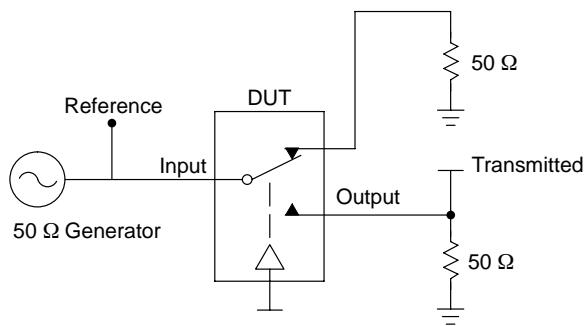 50 Ω
DUT
Reference
Transmitted
Input
Output
50 Ω Generator
50 Ω